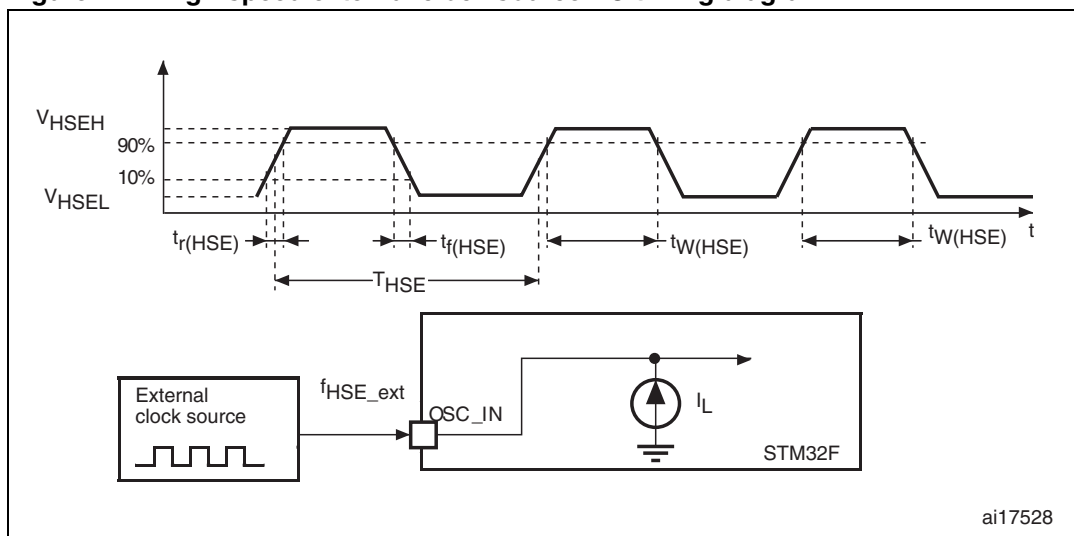 VHSEH
90%
10%
VHSEL
tr(HSE)
tf(HSE)
tW(HSE)
tW(HSE)
t
THSE
External
clock source
fHSE_ext
OSC_IN
IL
STM32F
ai17528